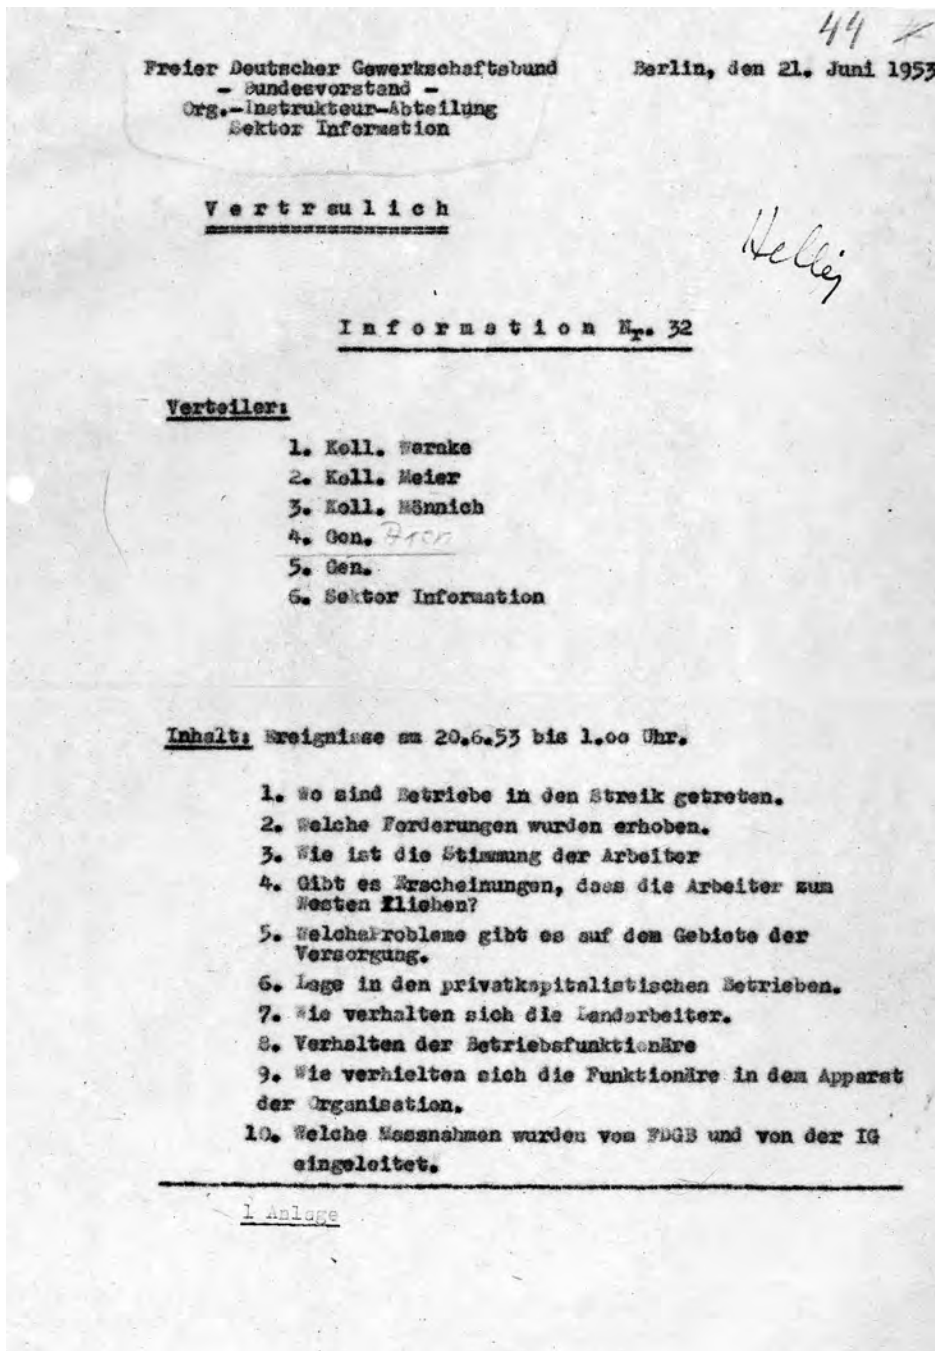 44
Freier Deutscher Gewerkschaftsbund Berlin, den 21. Juni 1953
- Bundesvorstand -
Org.-Instrukteur-Abteilung
Sektor Information
Vertraulich
Information Nr. 32
Verteiler:
1. Koll. Warnke
2. Koll. Meier
3. Koll. Männich
4. Gen.
5. Gen.
6. Sektor Information
Inhalt: Ereignisse am 20.6.53 bis 1.oo Uhr.
1. Wo sind Betriebe in den Streik getreten.
2. Welche Forderungen wurden erhoben.
3. Wie ist die Stimmung der Arbeiter
4. Gibt es Erscheinungen, dass die Arbeiter zum
Westen fliehen?
5. WelcheProbleme gibt es auf dem Gebiete der
Versorgung.
6. Lage in den privatkapitalistischen Betrieben.
7. Wie verhalten sich die Landarbeiter.
8. Verhalten der Betriebsfunktionäre
9. Wie verhielten sich die Funktionäre in dem Apparat
der Organisation.
10. Welche Massnahmen wurden vom FDGB und von der IG
eingeleitet.
1 Anlage